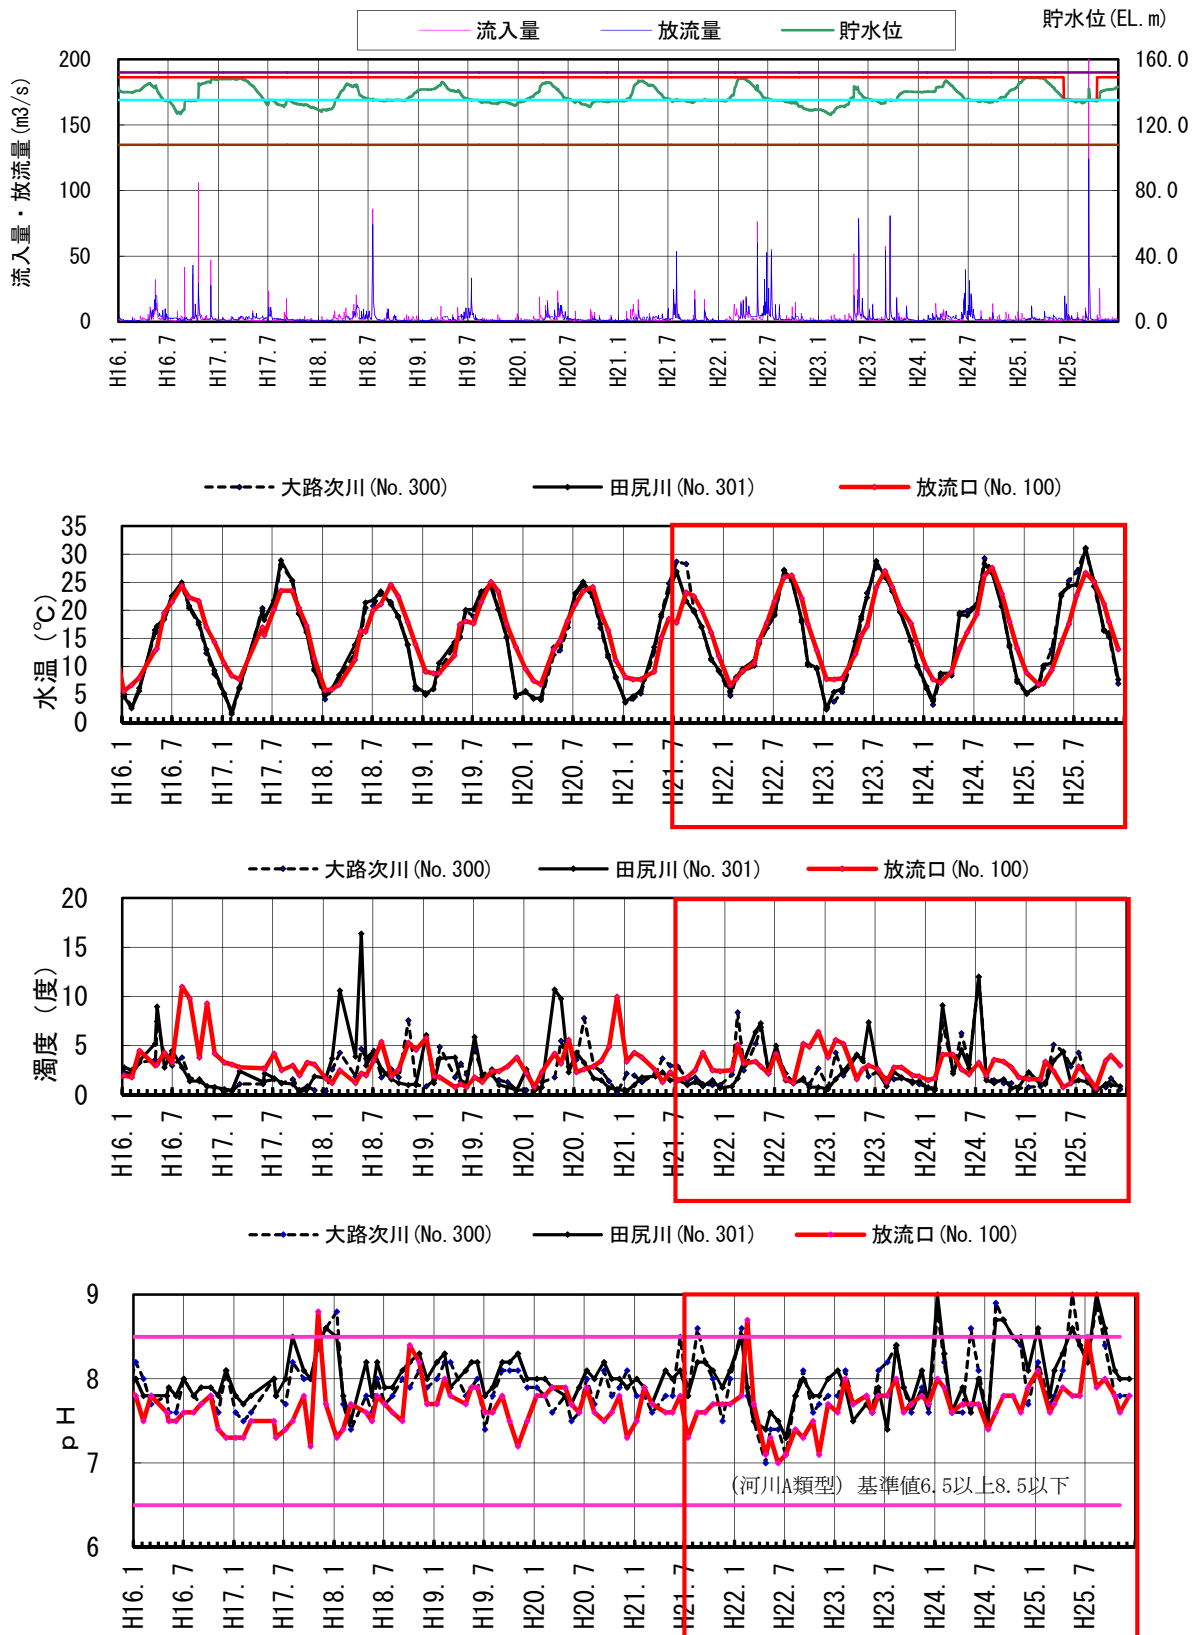 貯水位(EL.m)
流入量 放流量 貯水位
流入量・放流量(m3/s)
200 150 100 50 0
160.0 120.0 80.0 40.0 0.0
H16.1 H16.7 H17.1 H17.7 H18.1 H18.7 H19.1 H19.7 H20.1 H20.7 H21.1 H21.7 H22.1 H22.7 H23.1 H23.7 H24.1 H24.7 H25.1 H25.7
大路次川(No.300) 田尻川(No.301) 放流口(No.100)
水温(℃)
35 30 25 20 15 10 5 0
H16.1 H16.7 H17.1 H17.7 H18.1 H18.7 H19.1 H19.7 H20.1 H20.7 H21.1 H21.7 H22.1 H22.7 H23.1 H23.7 H24.1 H24.7 H25.1 H25.7
大路次川(No.300) 田尻川(No.301) 放流口(No.100)
濁度(度)
20 15 10 5 0
H16.1 H16.7 H17.1 H17.7 H18.1 H18.7 H19.1 H19.7 H20.1 H20.7 H21.1 H21.7 H22.1 H22.7 H23.1 H23.7 H24.1 H24.7 H25.1 H25.7
大路次川(No.300) 田尻川(No.301) 放流口(No.100)
pH
9 8 7 6
(河川A類型) 基準値6.5以上8.5以下
H16.1 H16.7 H17.1 H17.7 H18.1 H18.7 H19.1 H19.7 H20.1 H20.7 H21.1 H21.7 H22.1 H22.7 H23.1 H23.7 H24.1 H24.7 H25.1 H25.7